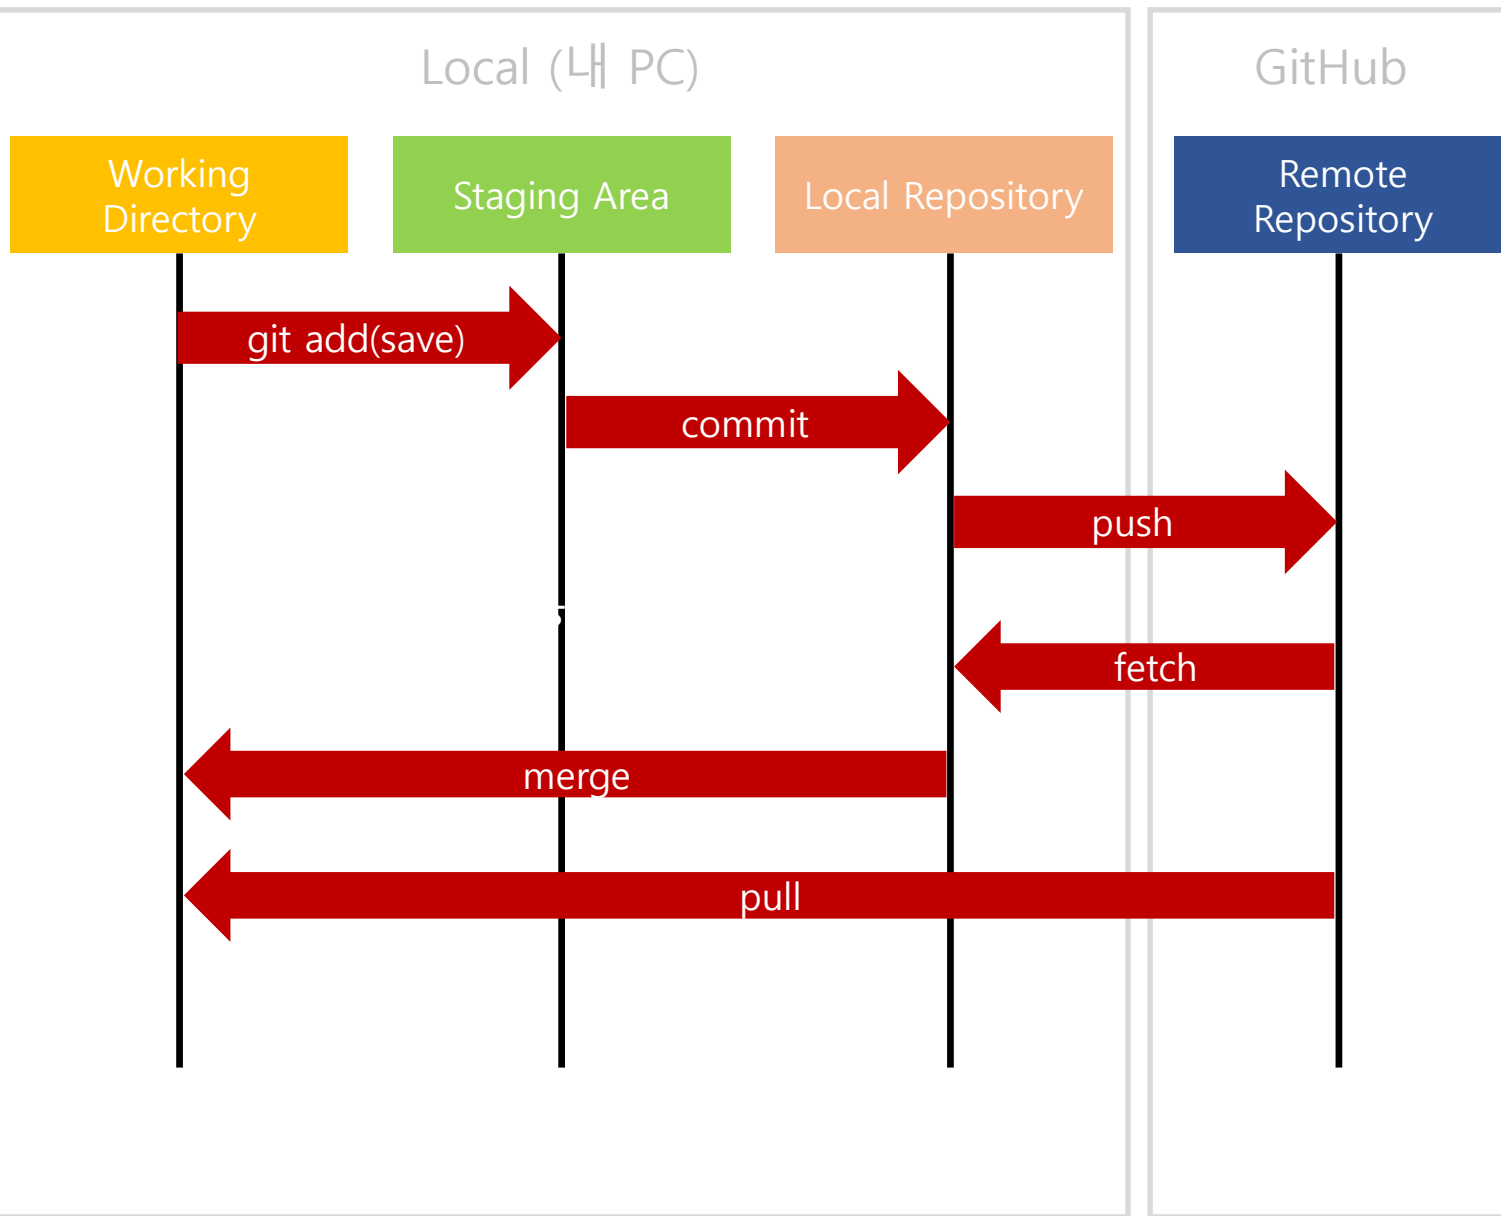 Local (내 PC)
GitHub
Working
Directory
Staging Area
Local Repository
Remote
Repository
git add(save)
commit
push
fetch
merge
pull